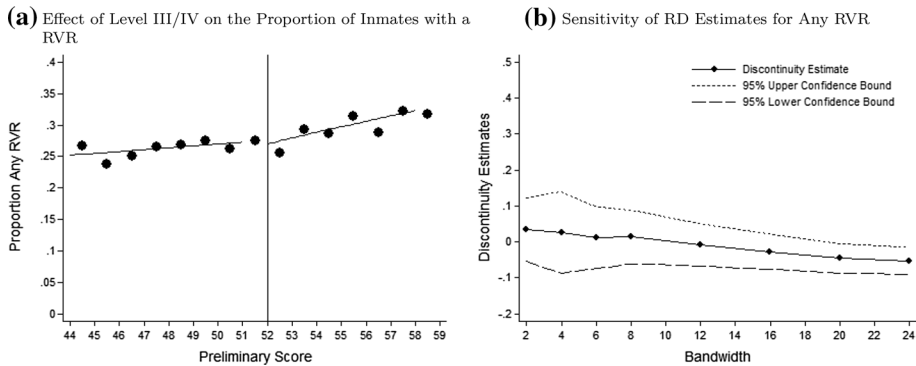 (a) Effect of Level III/IV on the Proportion of Inmates with a
RVR
.4
.35
.3
.25
.2
.15
.1
.05
0
Proportion Any RVR
44 45 46 47 48 49 50 51 52 53 54 55 56 57 58 59
Preliminary Score
(b) Sensitivity of RD Estimates for Any RVR
Discontinuity Estimate
95% Upper Confidence Bound
95% Lower Confidence Bound
.5
.4
.3
.2
.1
0
-.1
-.2
Discontinuity Estimates
2 4 6 8 10 12 14 16 18 20 22 24
Bandwidth